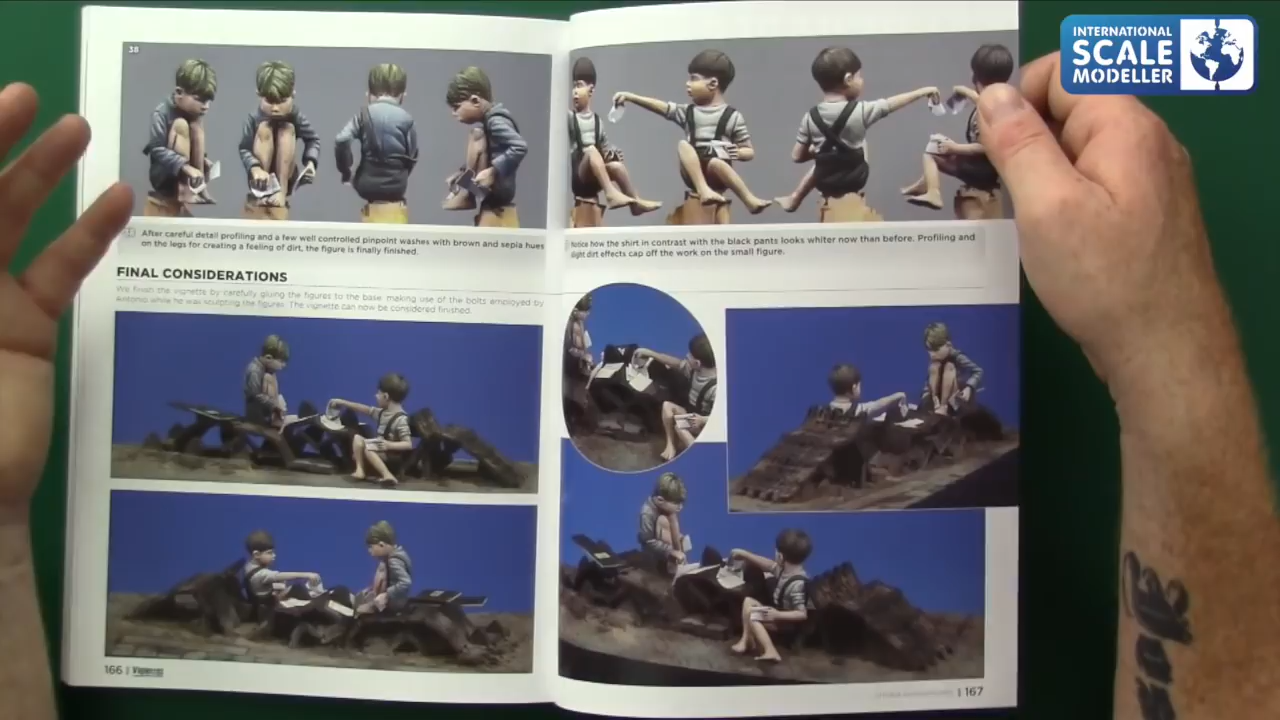 INTERNATIONAL
SCALE
MODELLER
38
After careful detail profiling and a few well controlled pinpoint washes with brown and sepia hues
on the legs for creating a feeling of dirt, the figure is finally finished.
Notice how the shirt in contrast with the black pants looks whiter now than before. Profiling and
slight dirt effects cap off the work on the small figure.
FINAL CONSIDERATIONS
We finish the vignette by carefully gluing the figures to the base making use of the bolts employed by
Antonio while he was sculpting the figures. The vignette can now be considered finished.
166 | Vignettes
| 167